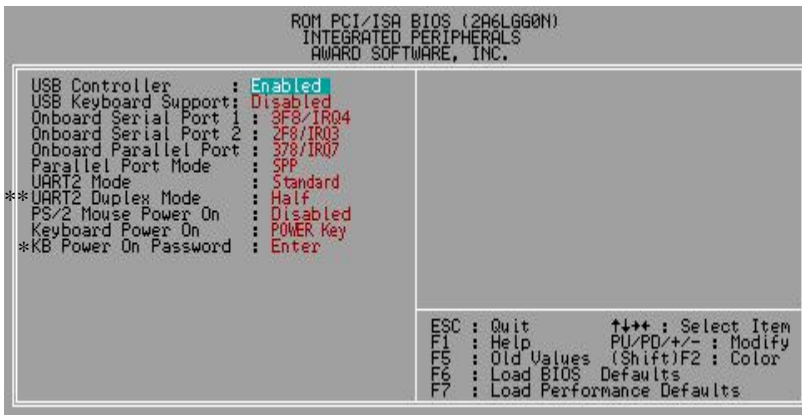 ROM PCI/ISA BIOS (2A6LGG0N)
INTEGRATED PERIPHERALS
AWARD SOFTWARE, INC.
USB Controller : Enabled
USB Keyboard Support: Disabled
Onboard Serial Port 1 : 3F8/IRQ4
Onboard Serial Port 2 : 2F8/IRQ3
Onboard Parallel Port : 378/IRQ7
Parallel Port Mode : SPP
UART2 Mode : Standard
**UART2 Duplex Mode : Half
PS/2 Mouse Power On : Disabled
Keyboard Power On : POWER Key
*KB Power On Password : Enter
ESC : Quit ↑↓→← : Select Item
F1 : Help PU/PD/+/- : Modify
F5 : Old Values (Shift)F2 : Color
F6 : Load BIOS Defaults
F7 : Load Performance Defaults